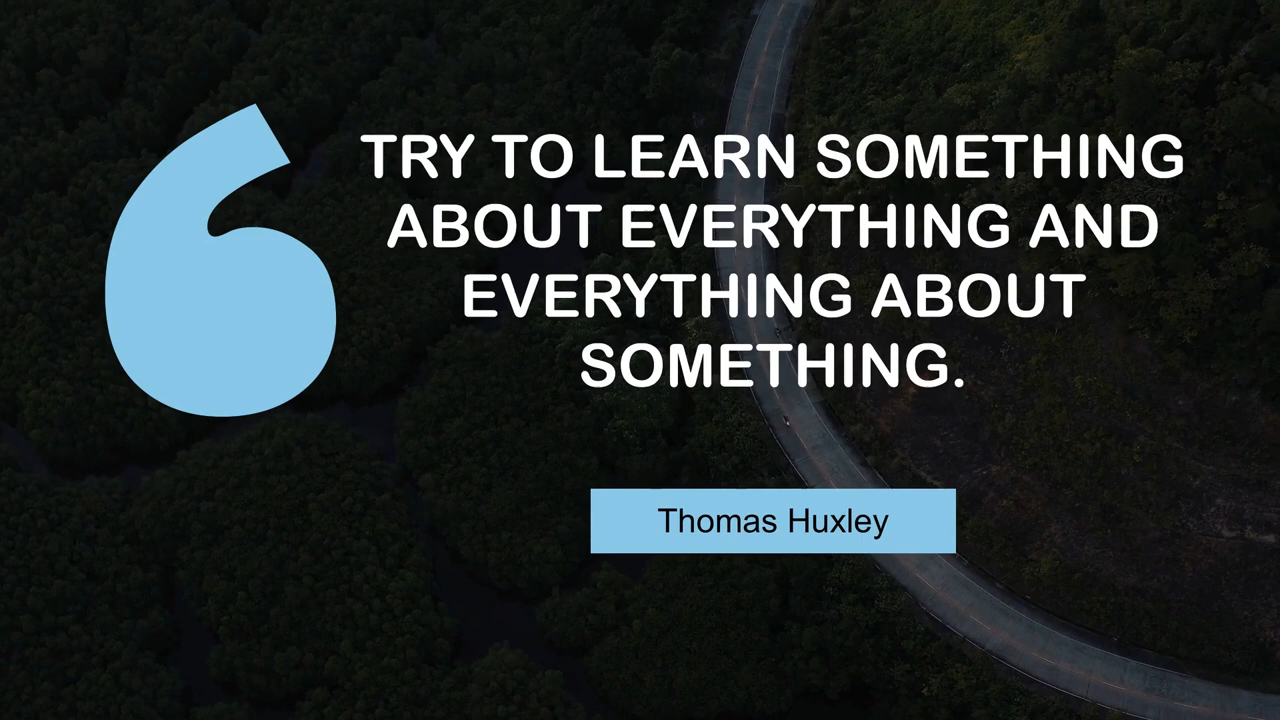 TRY TO LEARN SOMETHING
ABOUT EVERYTHING AND
EVERYTHING ABOUT
SOMETHING.
Thomas Huxley